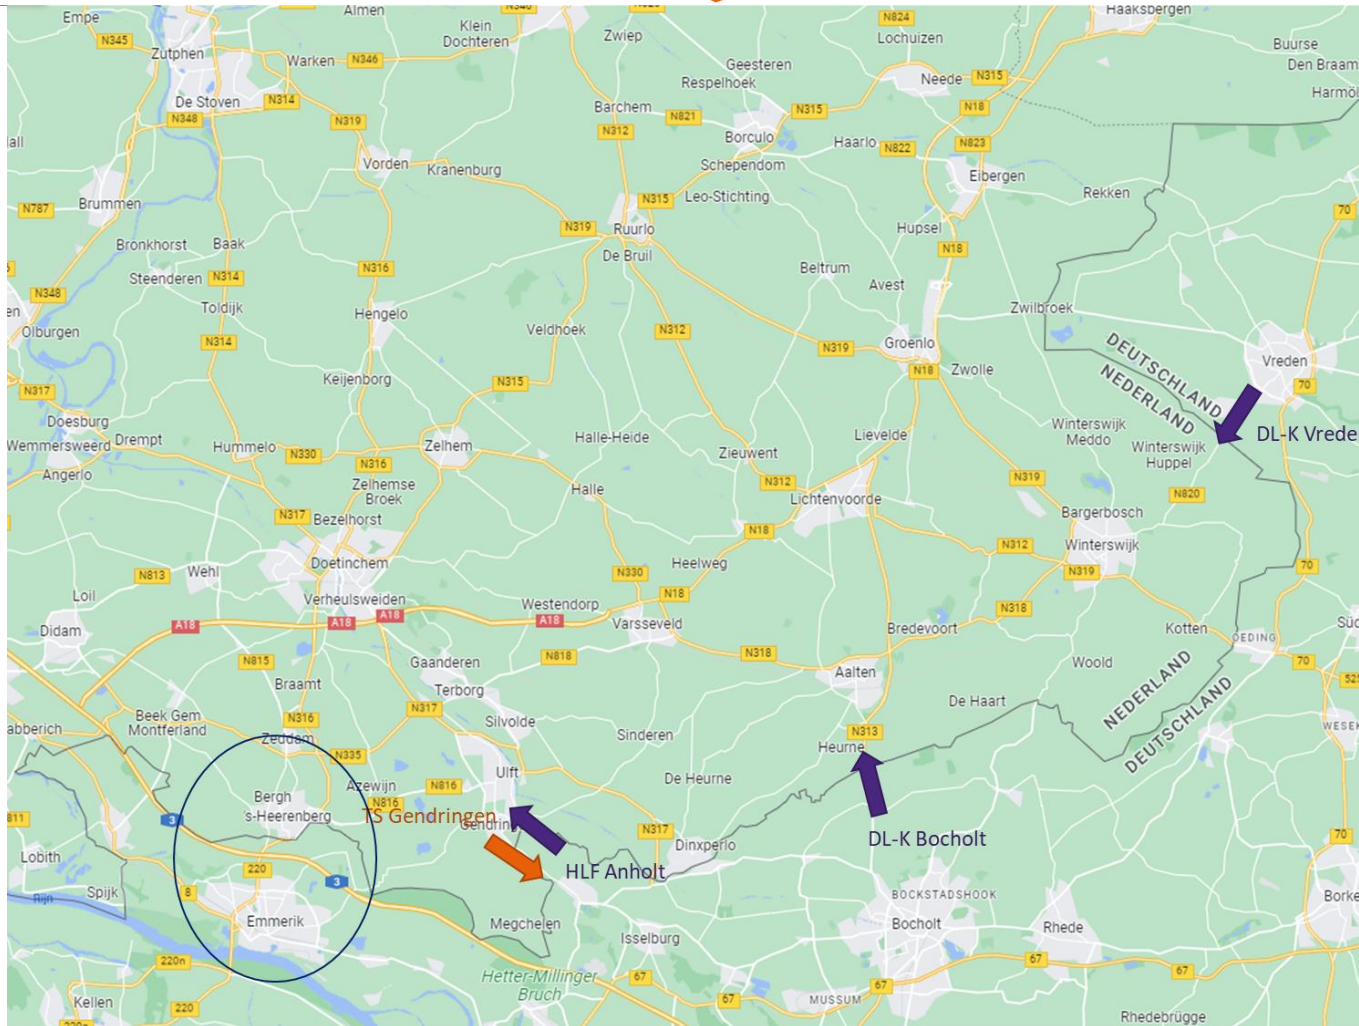 Empe
Almen
N346
Klein
Dochteren
Zwiep
N824
Lochuizen
Haaksbergen
N345
Zutphen
Warken
N346
Geesteren
Respelhoek
Neede
N315
Buurse
Den Braam
De Stoven
N314
N348
N319
Barchem
N821
N312
Borculo
N315
N18
Haarlo
N822
N823
Vorden
Kranenburg
Schependom
Eibergen
Rekken
N787
Brummen
N315
Leo-Stichting
N319
Ruurlo
De Bruil
Hupsel
N18
70
Bronkhorst
Baak
Steenderen
N314
N316
Beltrum
Avest
N348
Toldijk
Hengelo
Zwilbroek
Olburgen
N314
Veldhoek
N312
N319
Groenlo
N18
Zwolle
DEUTSCHLAND
NEDERLAND
Vreden
70
Keijenborg
N315
N317
Doesburg
Wemmersweerd
Drempt
Hummelo
N330
N316
Zelhem
Halle-Heide
Zieuwent
Lievelde
Winterswijk
Meddo
Winterswijk
Huppel
DL-K Vrede
Angerlo
Zelhemse
Broek
Halle
N312
Lichtenvoorde
N319
N820
N317
Bezelhorst
N18
Bargerbosch
Doetinchem
Heelweg
N312
Winterswijk
N813
Wehl
N330
N319
70
Loil
Verheulsweiden
A18
A18
A18
Westendorp
A18
N18
Varsseveld
N318
Didam
Bredevoort
Kotten
OEDING
N815
Gaanderen
N818
N318
Aalten
Woold
70
Braamt
Terborg
N317
De Haart
NEDERLAND
DEUTSCHLAND
Beek Gem
Montferland
N316
Silvolde
Sinderen
N313
Zeddam
N335
Heurne
Azewijn
N816
Ulft
De Heurne
Bergh
's-Heerenberg
N816
TS Gendringen
3
N317
Dinxperlo
DL-K Bocholt
70
Lobith
220
3
HLF Anholt
BOCKSTADSHOOK
Spijk
8
Rijn
Emmerik
Megchelen
Isselburg
Bocholt
Rhede
220n
Hetter-Millinger
Bruch
67
67
67
67
67
Kellen
220
MUSSUM
Rhedebrügge